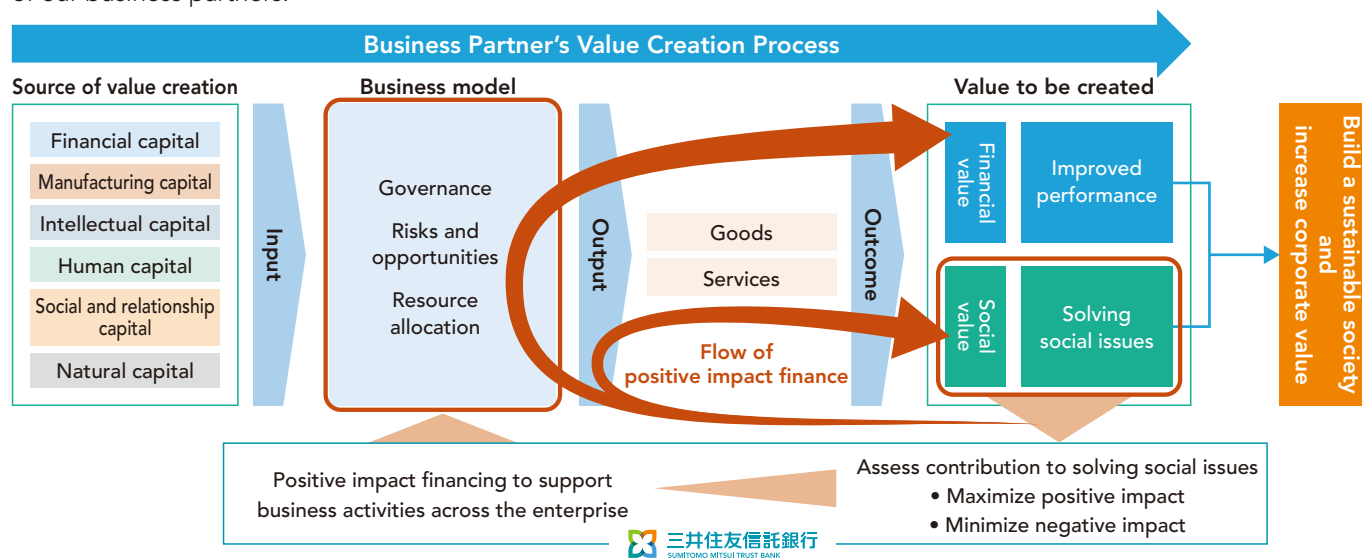 of our business partners.
Business Partner's Value Creation Process
Source of value creation
Financial capital
Manufacturing capital
Intellectual capital
Human capital
Social and relationship
capital
Natural capital
Input
Business model
Governance
Risks and
opportunities
Resource
allocation
Output
Goods
Services
Flow of
positive impact finance
Outcome
Value to be created
Financial
value
Improved
performance
Social
value
Solving
social issues
Build a sustainable society
and
increase corporate value
Positive impact financing to support
business activities across the enterprise
Assess contribution to solving social issues
• Maximize positive impact
• Minimize negative impact
三井住友信託銀行
SUMITOMO MITSUI TRUST BANK